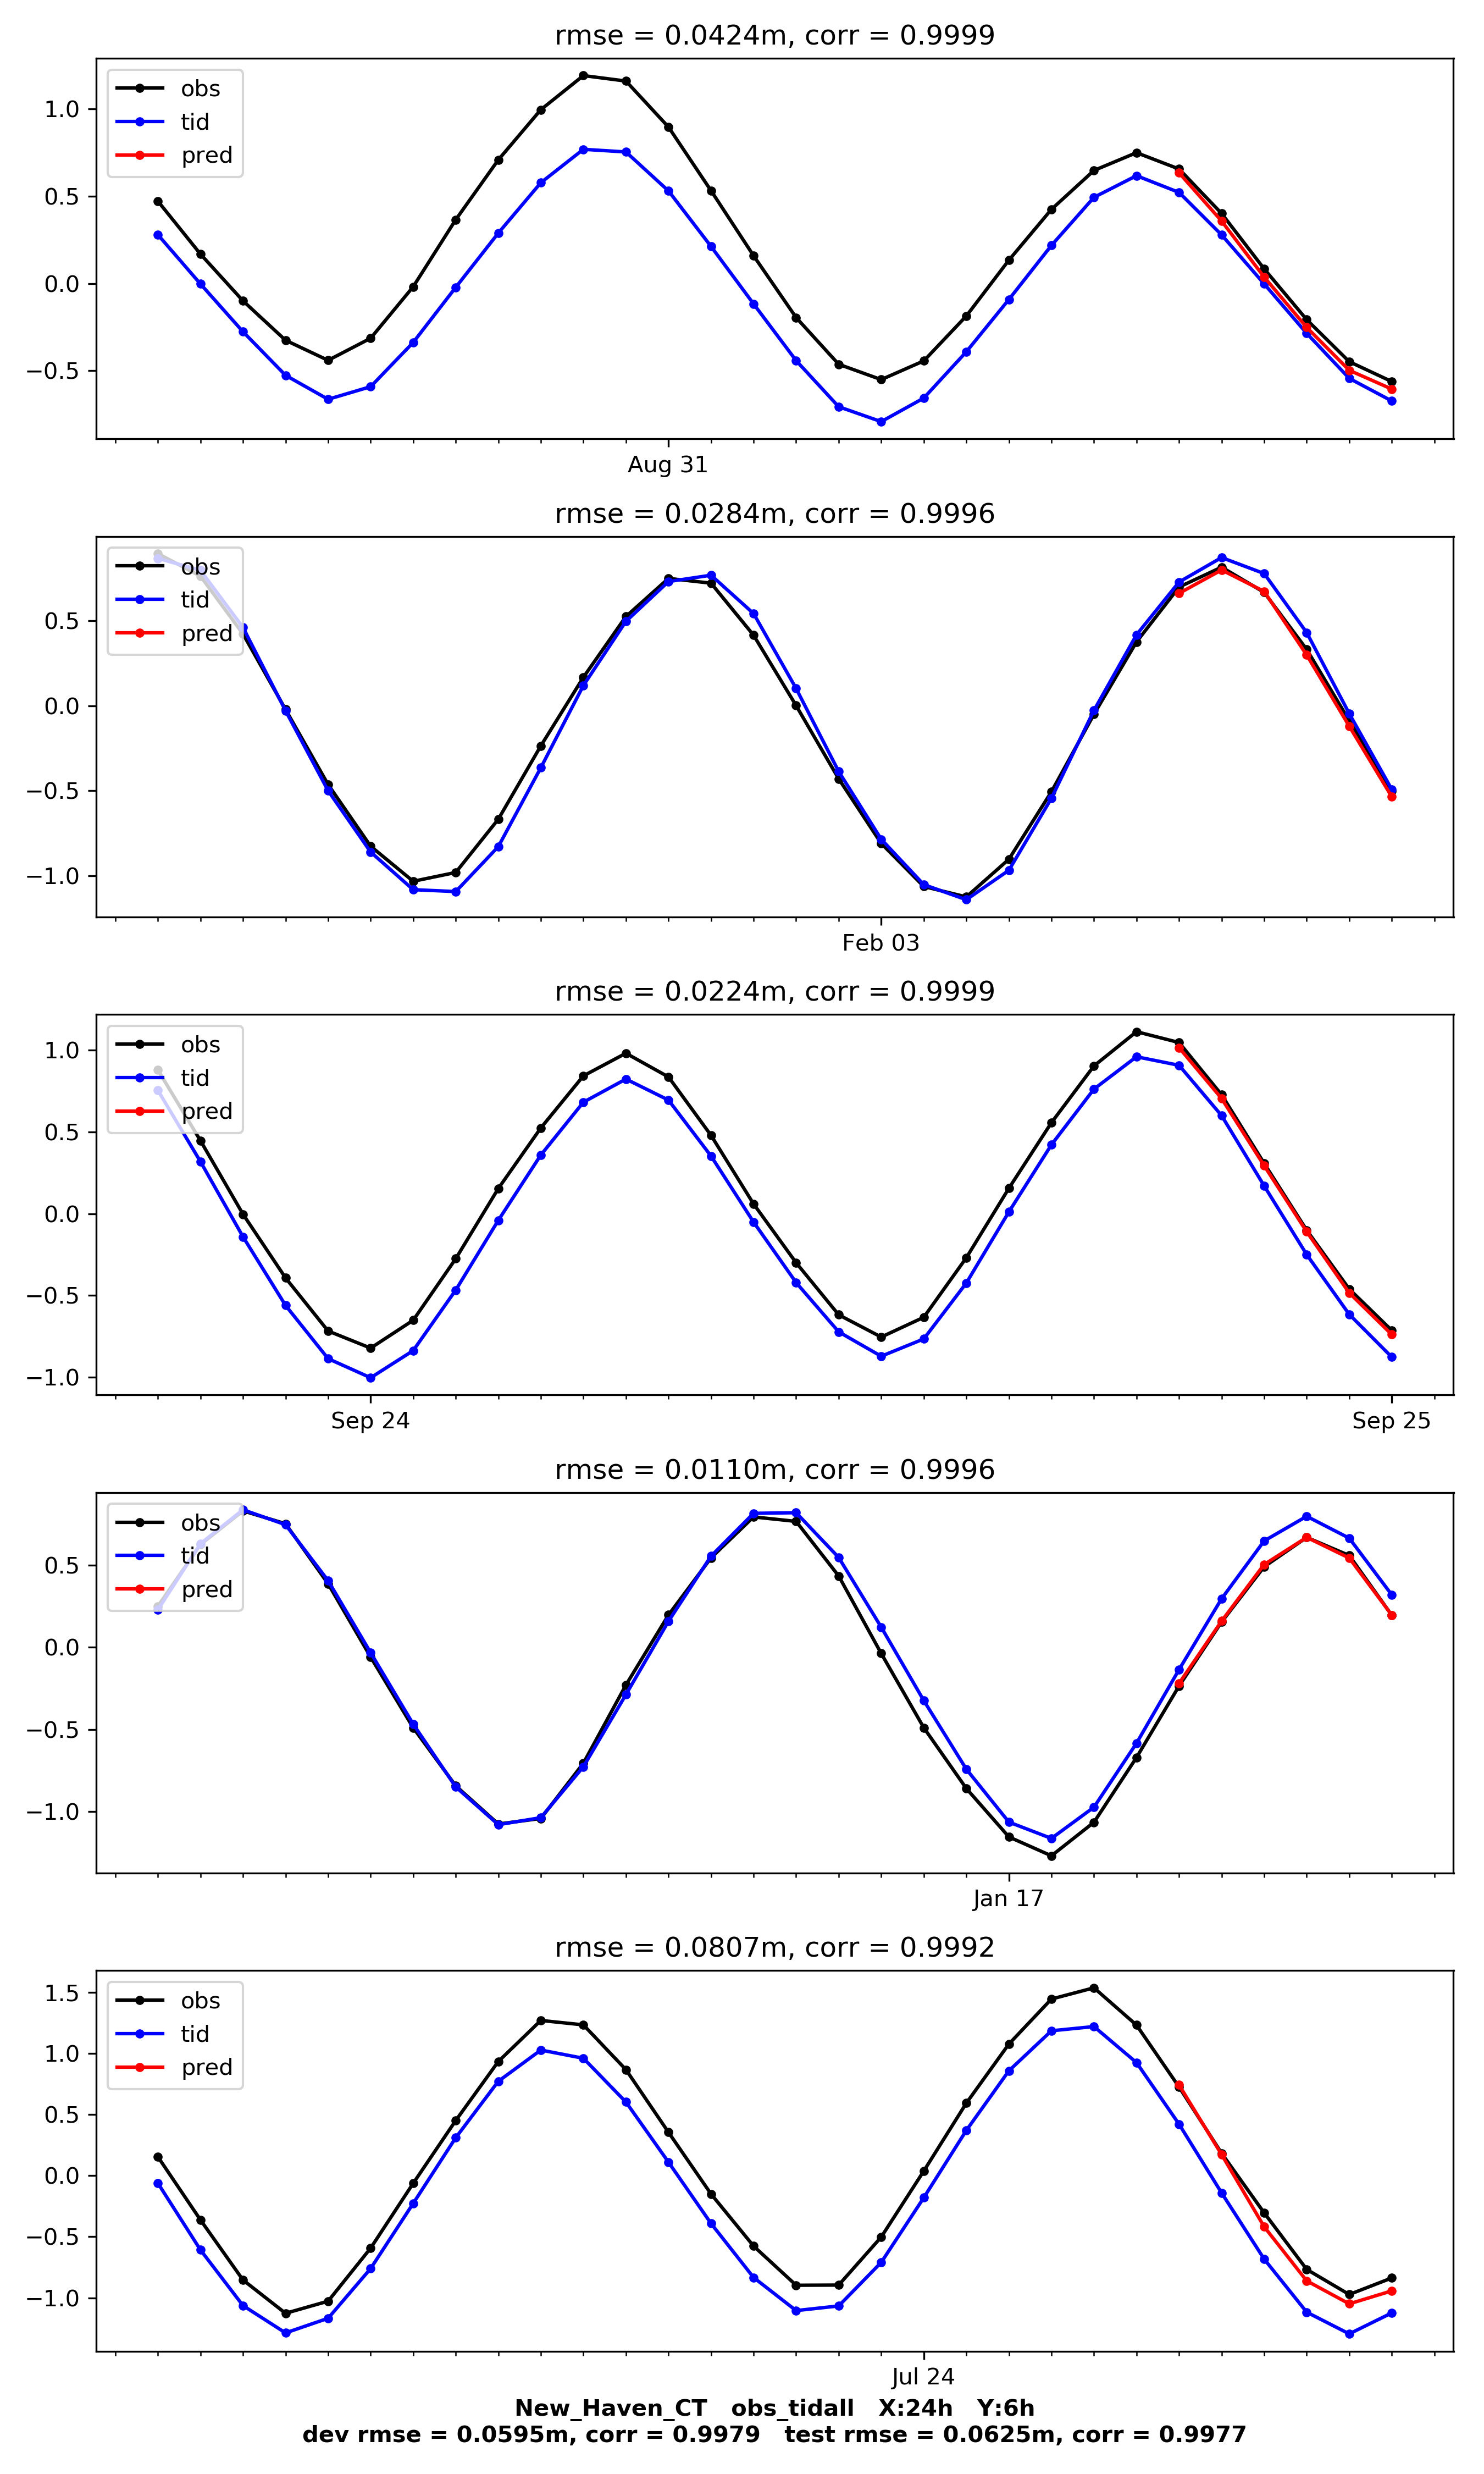 rmse = 0.0424m, corr = 0.9999
obs
tid
pred
1.0
0.5
0.0
−0.5
Aug 31
rmse = 0.0284m, corr = 0.9996
obs
tid
pred
0.5
0.0
−0.5
−1.0
Feb 03
rmse = 0.0224m, corr = 0.9999
obs
tid
pred
1.0
0.5
0.0
−0.5
−1.0
Sep 24 Sep 25
rmse = 0.0110m, corr = 0.9996
obs
tid
pred
0.5
0.0
−0.5
−1.0
Jan 17
rmse = 0.0807m, corr = 0.9992
obs
tid
pred
1.5
1.0
0.5
0.0
−0.5
−1.0
Jul 24
New_Haven_CT obs_tidall X:24h Y:6h
dev rmse = 0.0595m, corr = 0.9979 test rmse = 0.0625m, corr = 0.9977